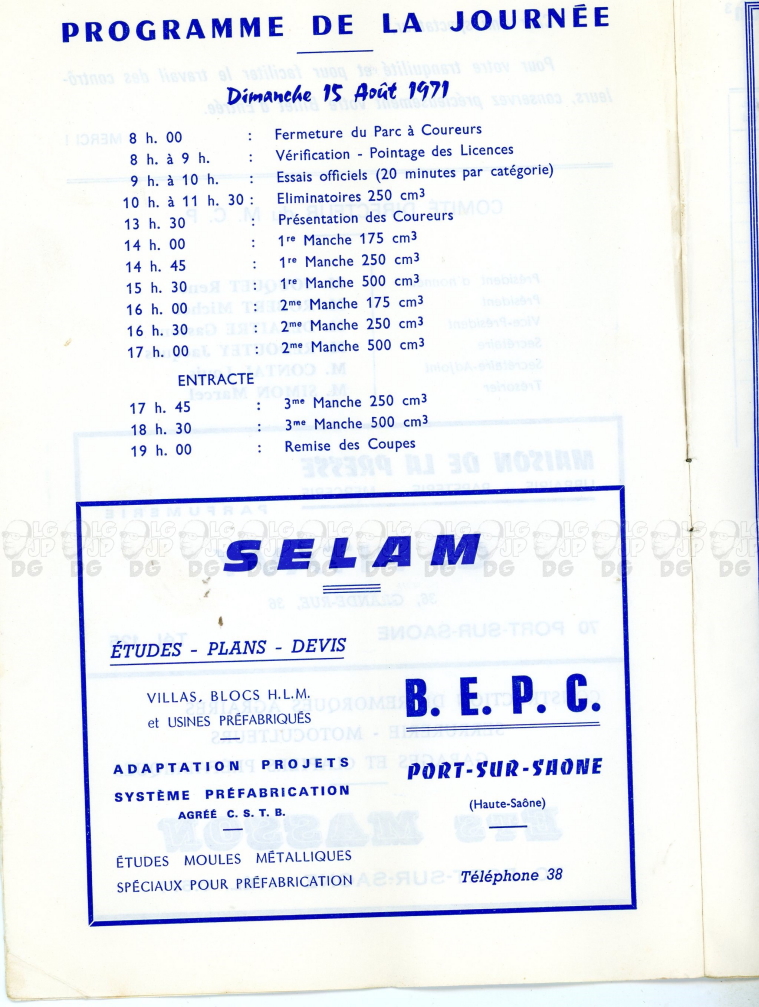 PROGRAMME DE LA JOURNÉE
Dimanche 15 Août 1971
8 h. 00 : Fermeture du Parc à Coureurs
8 h. à 9 h. : Vérification - Pointage des Licences
9 h. à 10 h. : Essais officiels (20 minutes par catégorie)
10 h. à 11 h. 30 : Eliminatoires 250 cm3
13 h. 30 : Présentation des Coureurs
14 h. 00 : 1re Manche 175 cm3
14 h. 45 : 1re Manche 250 cm3
15 h. 30 : 1re Manche 500 cm3
16 h. 00 : 2me Manche 175 cm3
16 h. 30 : 2me Manche 250 cm3
17 h. 00 : 2me Manche 500 cm3
ENTRACTE
17 h. 45 : 3me Manche 250 cm3
18 h. 30 : 3me Manche 500 cm3
19 h. 00 : Remise des Coupes
SELAM
ÉTUDES - PLANS - DEVIS
VILLAS, BLOCS H.L.M.
et USINES PRÉFABRIQUÉS
ADAPTATION PROJETS
SYSTÈME PRÉFABRICATION
AGRÉÉ C. S. T. B.
ÉTUDES MOULES MÉTALLIQUES
SPÉCIAUX POUR PRÉFABRICATION
B. E. P. C.
PORT-SUR-SAONE
(Haute-Saône)
Téléphone 38